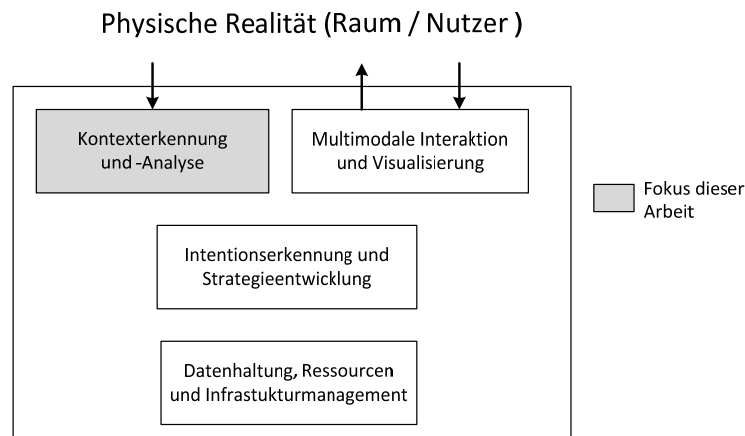 Physische Realität (Raum / Nutzer )
Kontexterkennung
und -Analyse
Multimodale Interaktion
und Visualisierung
Fokus dieser
Arbeit
Intentionserkennung und
Strategieentwicklung
Datenhaltung, Ressourcen
und Infrastukturmanagement